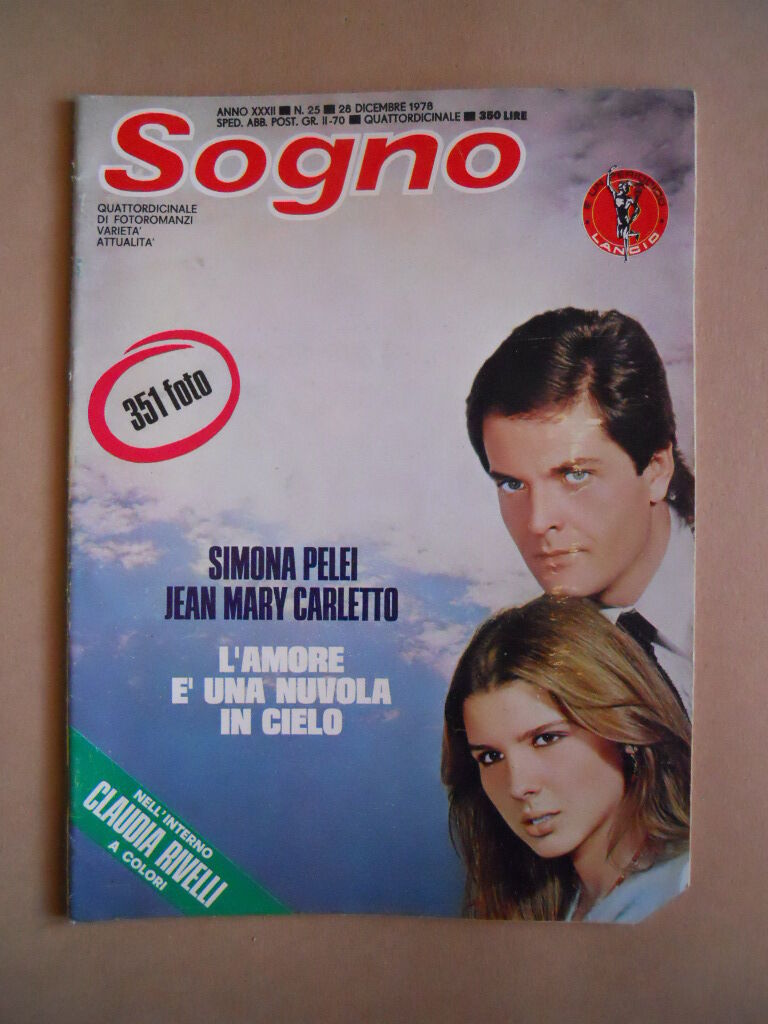 ANNO XXXII ■ N. 25 ■ 28 DICEMBRE 1978
SPED. ABB. POST. GR. II-70 ■ QUATTORDICINALE ■ 350 LIRE
Sogno
QUATTORDICINALE
DI FOTOROMANZI
VARIETA'
ATTUALITA'
LANCIO
351 foto
SIMONA PELEI
JEAN MARY CARLETTO
L'AMORE
E' UNA NUVOLA
IN CIELO
NELL'INTERNO
CLAUDIA RIVELLI
A COLORI